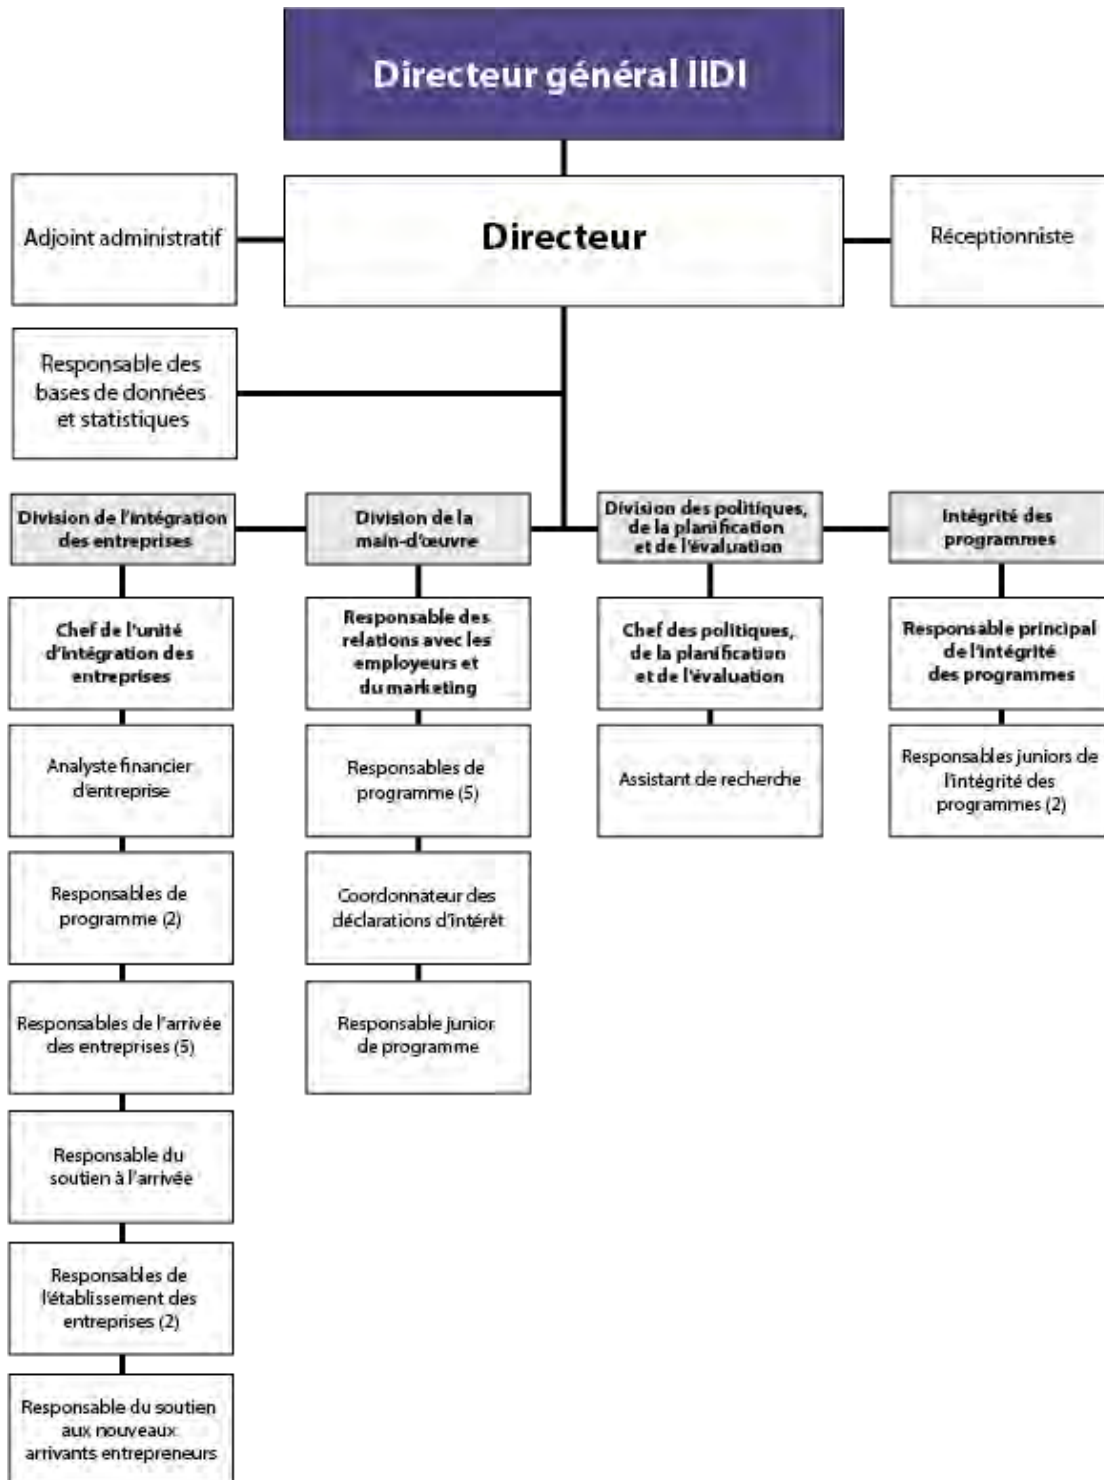 Directeur général IIDI
Adjoint administratif
Directeur
Réceptionniste
Responsable des
bases de données
et statistiques
Division de l'intégration
des entreprises
Division de la
main-d'œuvre
Division des politiques,
de la planification
et de l'évaluation
Intégrité des
programmes
Chef de l'unité
d'intégration des
entreprises
Responsable des
relations avec les
employeurs et
du marketing
Chef des politiques,
de la planification
et de l'évaluation
Responsable principal
de l'intégrité
des programmes
Analyste financier
d'entreprise
Responsables de
programme (5)
Assistant de recherche
Responsables juniors de
l'intégrité des
programmes (2)
Responsables de
programme (2)
Coordonnateur des
déclarations d'intérêt
Responsables de l'arrivée
des entreprises (5)
Responsable junior
de programme
Responsable du
soutien à l'arrivée
Responsables de
l'établissement des
entreprises (2)
Responsable du soutien
aux nouveaux
arrivants entrepreneurs